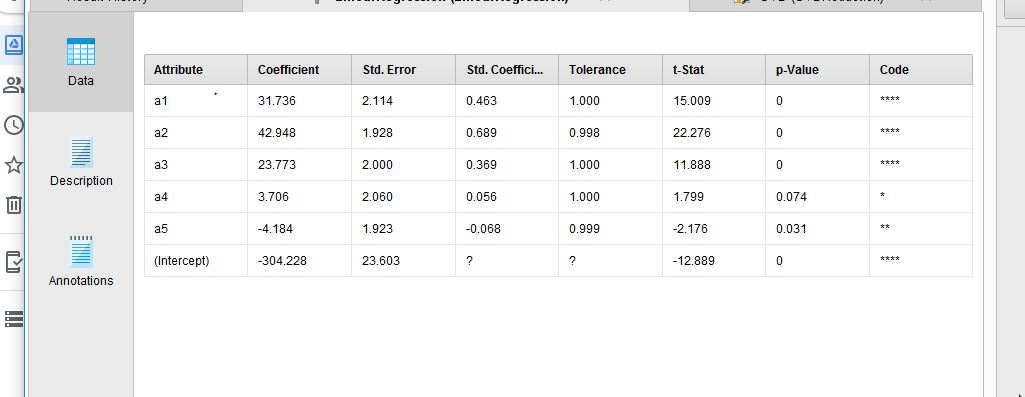 Data
Description
Annotations
Attribute Coefficient Std. Error Std. Coeffici... Tolerance t-Stat p-Value Code
a1 31.736 2.114 0.463 1.000 15.009 0 ****
a2 42.948 1.928 0.689 0.998 22.276 0 ****
a3 23.773 2.000 0.369 1.000 11.888 0 ****
a4 3.706 2.060 0.056 1.000 1.799 0.074 *
a5 -4.184 1.923 -0.068 0.999 -2.176 0.031 **
(Intercept) -304.228 23.603 ? ? -12.889 0 ****